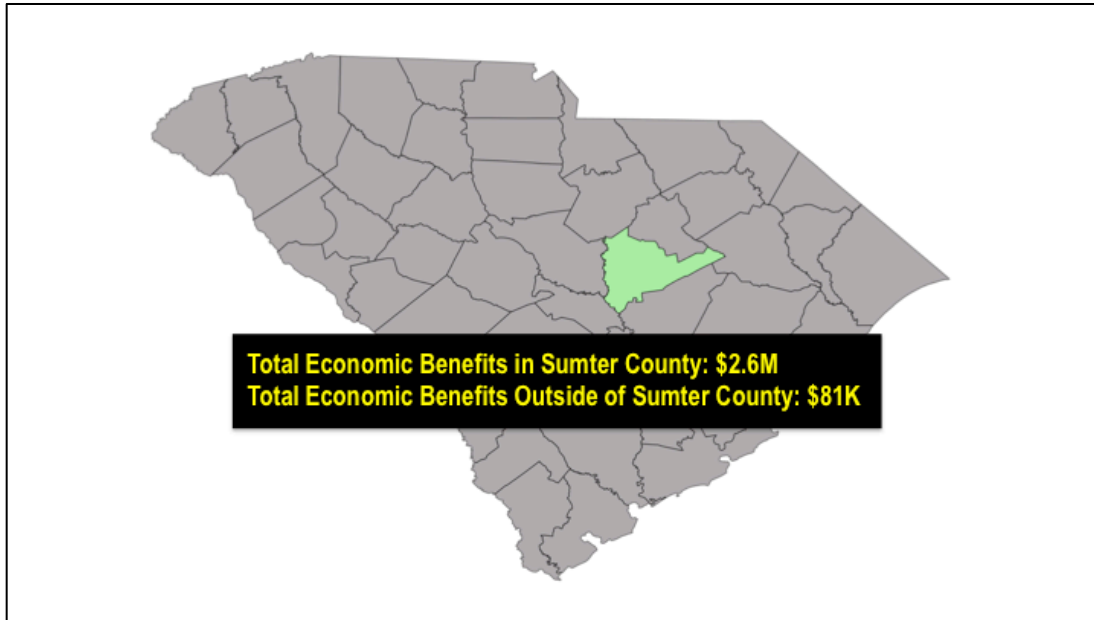 Total Economic Benefits in Sumter County: $2.6M
Total Economic Benefits Outside of Sumter County: $81K